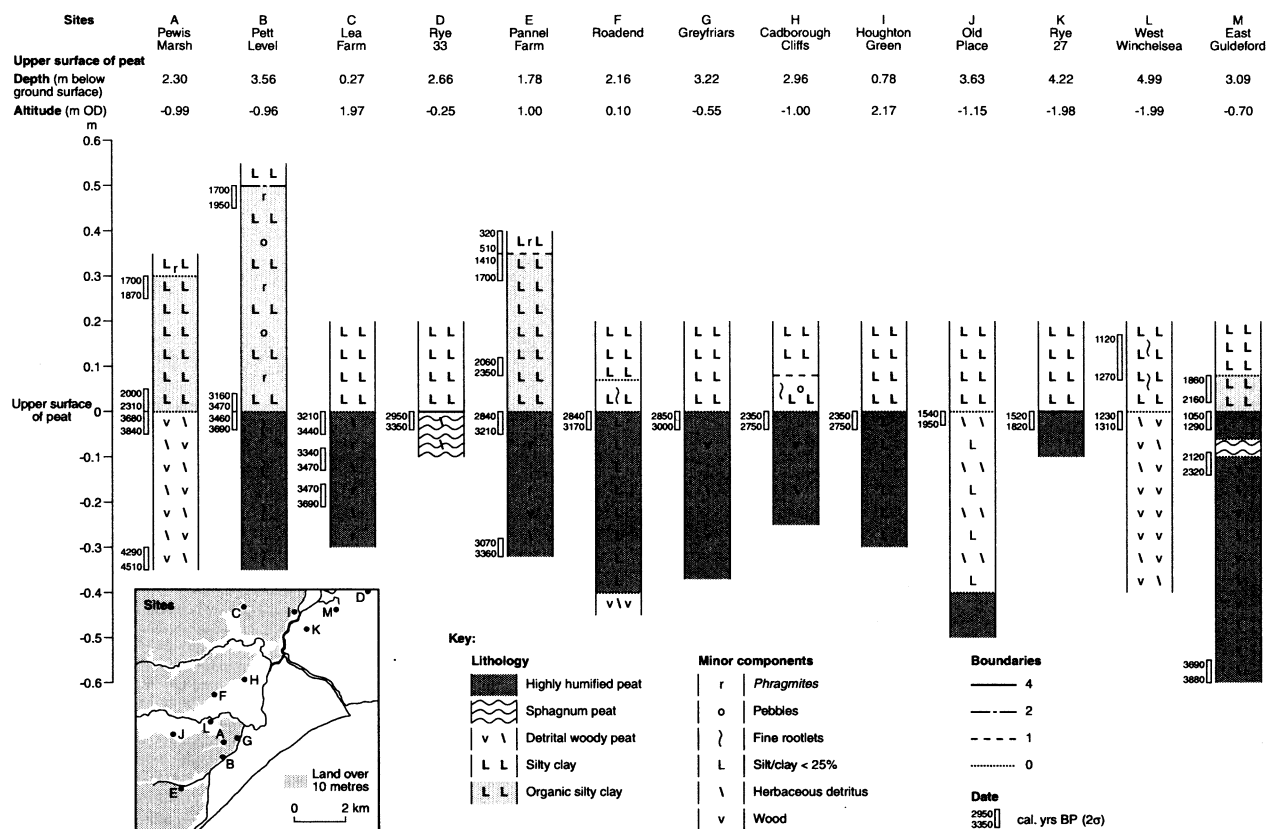 Sites A B C D E F G H I J K L M
Pewis Pett Lea Rye Pannel Roadend Greyfriars Cadborough Houghton Old Rye West East
Marsh Level Farm 33 Farm Cliffs Green Place 27 Winchelsea Guldeford
Upper surface of peat
Depth (m below 2.30 3.56 0.27 2.66 1.78 2.16 3.22 2.96 0.78 3.63 4.22 4.99 3.09
ground surface)
Altitude (m OD) -0.99 -0.96 1.97 -0.25 1.00 0.10 -0.55 -1.00 2.17 -1.15 -1.98 -1.99 -0.70
m
0.6
0.5
0.4
0.3
0.2
0.1
Upper surface 0
of peat
-0.1
-0.2
-0.3
-0.4
-0.5
-0.6
1700
1870
2000
2310
3680
3840
4290
4510
1700
1950
3160
3470
3460
3690
3210
3440
3340
3470
3470
3690
2950
3350
320
510
1410
1700
2060
2350
2840
3210
3070
3360
2840
3170
2850
3000
2350
2750
2350
2750
1540
1950
1520
1820
1120
1270
1230
1310
1860
2160
1050
1290
2120
2320
3690
3880
Sites
C I M D
K
F H
L
J A G
B
E
Land over
10 metres
0 2 km
Key:
Lithology
Highly humified peat
Sphagnum peat
v \ Detrital woody peat
L L Silty clay
L L Organic silty clay
Minor components
r Phragmites
o Pebbles
Fine rootlets
L Silt/clay < 25%
\ Herbaceous detritus
v Wood
Boundaries
4
2
1
0
Date
2950
3350 cal. yrs BP (2σ)